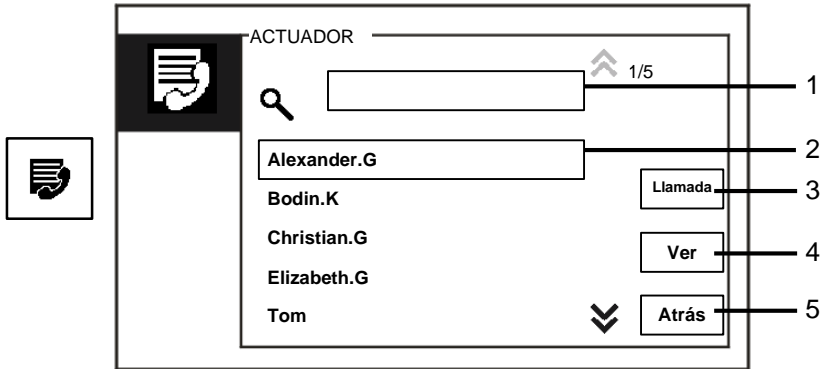 ACTUADOR
1/5
1
Alexander.G
2
Llamada
3
Bodin.K
Christian.G
Ver
4
Elizabeth.G
Tom
Atrás
5